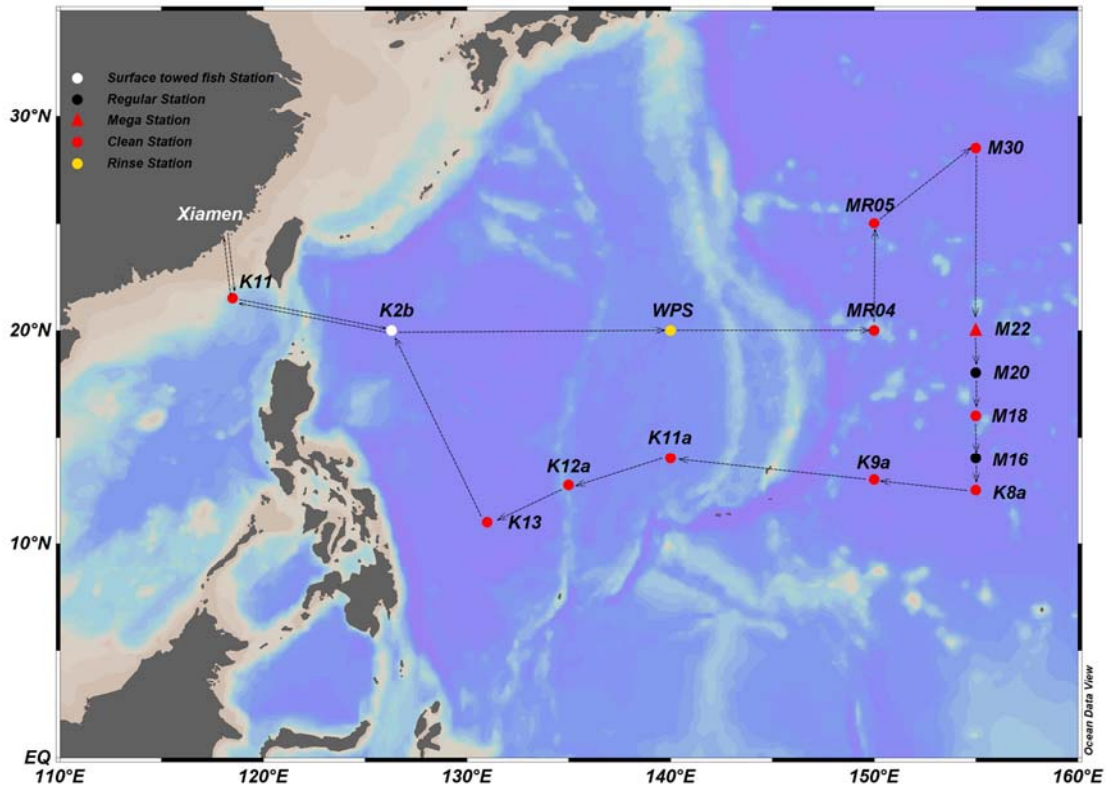 Surface towed fish Station
Regular Station
Mega Station
Clean Station
Rinse Station
30°N
20°N
10°N
EQ
Xiamen
K11
K2b
WPS
MR04
MR05
M30
M22
M20
M18
M16
K8a
K9a
K11a
K12a
K13
110°E
120°E
130°E
140°E
150°E
160°E
Ocean Data View